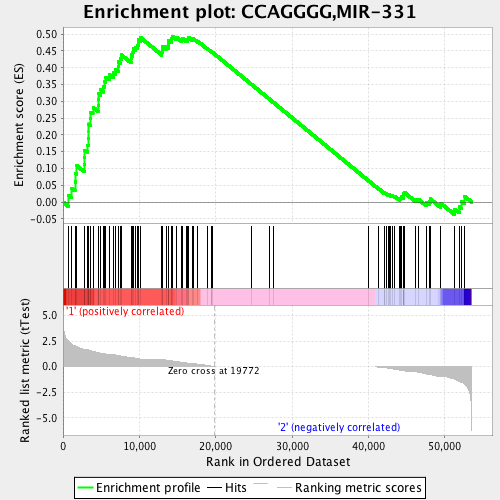 Enrichment plot: CCAGGGG,MIR-331
Enrichment score (ES)
0.50
0.45
0.40
0.35
0.30
0.25
0.20
0.15
0.10
0.05
0.00
-0.05
'1' (positively correlated)
Ranked list metric (tTest)
5.0
2.5
0.0
-2.5
-5.0
Zero cross at 19772
'2' (negatively correlated)
0
10,000
20,000
30,000
40,000
50,000
Rank in Ordered Dataset
Enrichment profile
Hits
Ranking metric scores